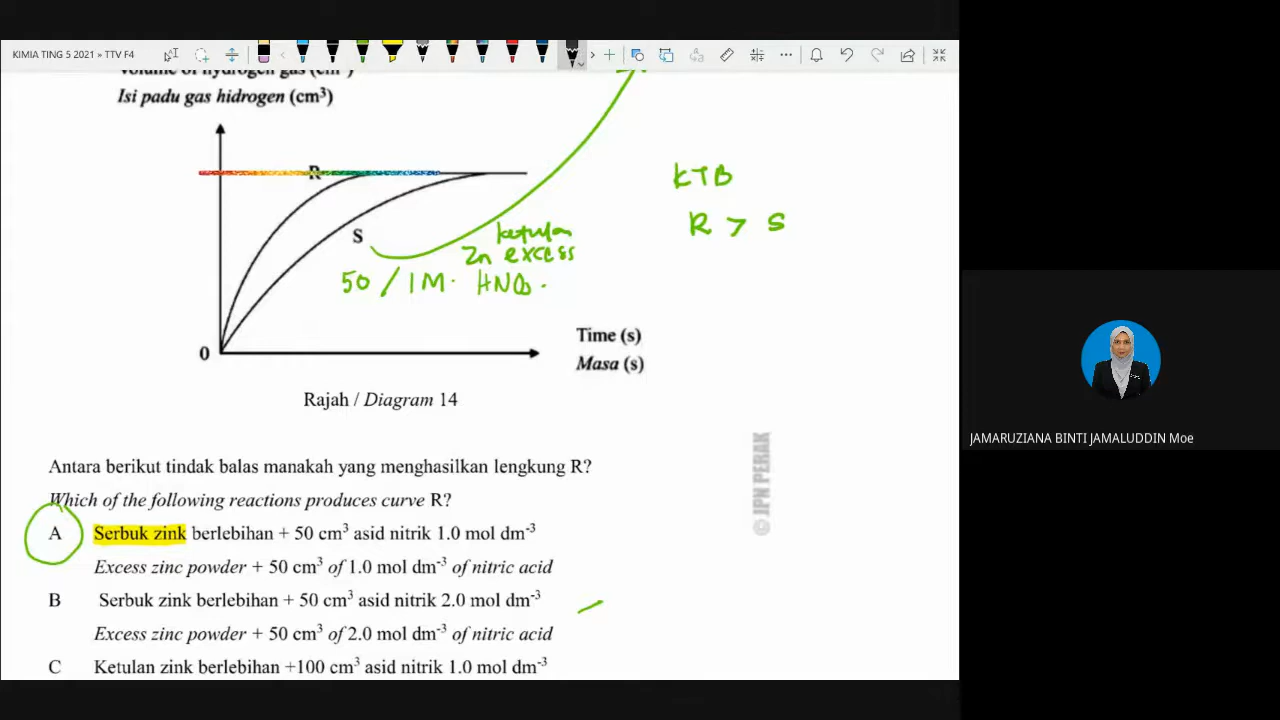 KIMIA TING 5 2021 » TTV F4
Volume of hydrogen gas (cm³)
Isi padu gas hidrogen (cm³)
R
KTB
R > S
S
ketulan
Zn excess
50 / 1M. HNO₃.
Time (s)
Masa (s)
0
Rajah / Diagram 14
Antara berikut tindak balas manakah yang menghasilkan lengkung R?
Which of the following reactions produces curve R?
A Serbuk zink berlebihan + 50 cm³ asid nitrik 1.0 mol dm⁻³
Excess zinc powder + 50 cm³ of 1.0 mol dm⁻³ of nitric acid
B Serbuk zink berlebihan + 50 cm³ asid nitrik 2.0 mol dm⁻³
Excess zinc powder + 50 cm³ of 2.0 mol dm⁻³ of nitric acid
C Ketulan zink berlebihan +100 cm³ asid nitrik 1.0 mol dm⁻³
© JPN PERAK
JAMARUZIANA BINTI JAMALUDDIN Moe